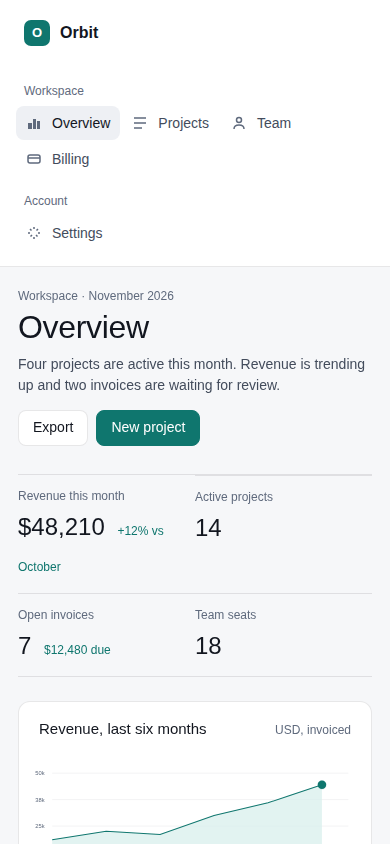 O Orbit
Workspace
Overview Projects Team
Billing
Account
Settings
Workspace · November 2026
Overview
Four projects are active this month. Revenue is trending
up and two invoices are waiting for review.
Export New project
Revenue this month Active projects
$48,210 +12% vs 14
October
Open invoices Team seats
7 $12,480 due 18
Revenue, last six months USD, invoiced
50k
38k
25k